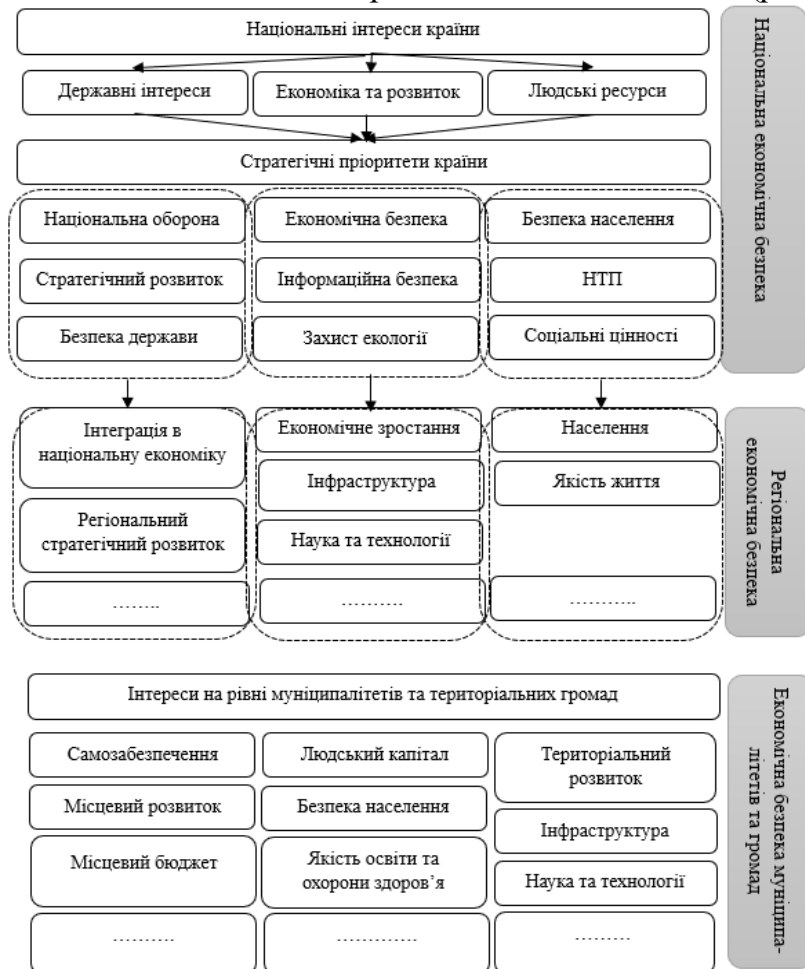 Національні інтереси країни
Державні інтереси
Економіка та розвиток
Людські ресурси
Стратегічні пріоритети країни
Національна оборона
Економічна безпека
Безпека населення
Стратегічний розвиток
Інформаційна безпека
НТП
Безпека держави
Захист екології
Соціальні цінності
Національна економічна безпека
Інтеграція в
національну економіку
Економічне зростання
Населення
Інфраструктура
Якість життя
Регіональний
стратегічний розвиток
Наука та технології
……..
……….
………..
Регіональна
економічна безпека
Інтереси на рівні муніципалітетів та територіальних громад
Самозабезпечення
Людський капітал
Територіальний
розвиток
Місцевий розвиток
Безпека населення
Інфраструктура
Місцевий бюджет
Якість освіти та
охорони здоров’я
Наука та технології
……….
………….
………
Економічна безпека муніципа-
літетів та громад